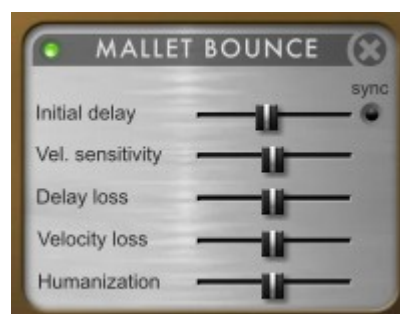 MALLET BOUNCE
sync
Initial delay
Vel. sensitivity
Delay loss
Velocity loss
Humanization